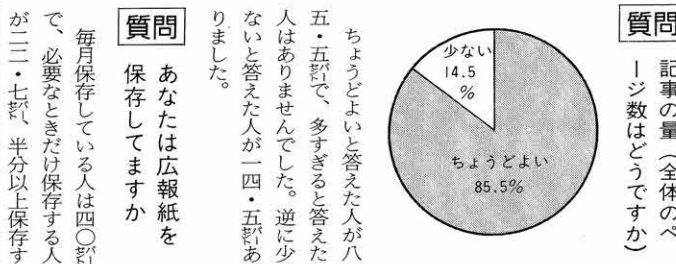 質問
記事の量（全体のペ
ージ数はどうですか）
少ない
14.5
%
ちょうどよい
85.5%
ちょうどよいと答えた人が八
五・五㌫で、多すぎると答えた
人はありませんでした。逆に少
ないと答えた人が一四・五㌫あ
りました。
質問
あなたは広報紙を
保存してますか
毎月保存している人は四〇㌫
で、必要なときだけ保存する人
が二二・七㌫、半分以上保存す